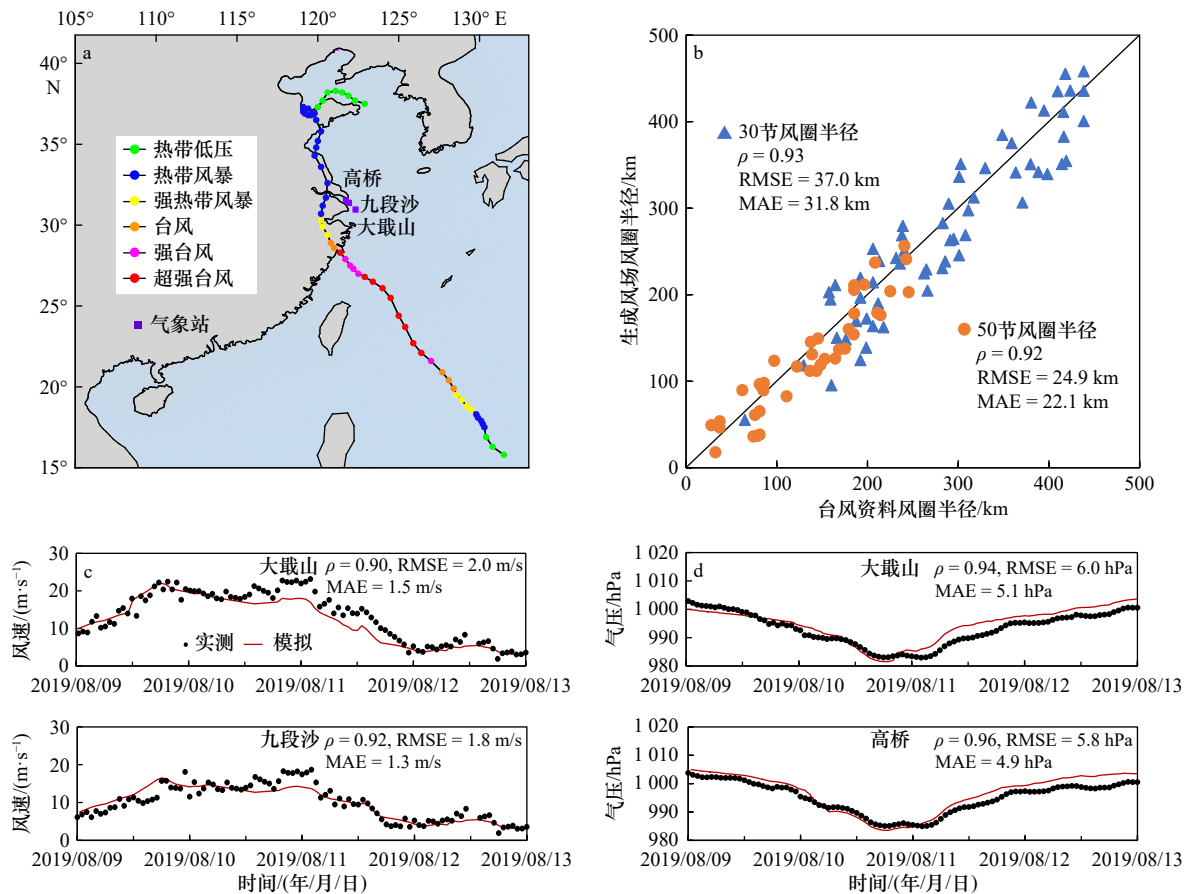 105° 110° 115° 120° 125° 130° E
a
40°
N
35°
30°
25°
20°
15°
热带低压
热带风暴
强热带风暴
台风
强台风
超强台风
气象站
高桥
九段沙
大戢山
b
生成风场风圈半径/km
500
400
300
200
100
0
0 100 200 300 400 500
台风资料风圈半径/km
30节风圈半径
ρ = 0.93
RMSE = 37.0 km
MAE = 31.8 km
50节风圈半径
ρ = 0.92
RMSE = 24.9 km
MAE = 22.1 km
c
风速/(m·s⁻¹)
30
20
10
0
大戢山 ρ = 0.90, RMSE = 2.0 m/s
MAE = 1.5 m/s
实测 模拟
2019/08/09 2019/08/10 2019/08/11 2019/08/12 2019/08/13
风速/(m·s⁻¹)
30
20
10
0
九段沙 ρ = 0.92, RMSE = 1.8 m/s
MAE = 1.3 m/s
2019/08/09 2019/08/10 2019/08/11 2019/08/12 2019/08/13
时间/(年/月/日)
d
气压/hPa
1 020
1 010
1 000
990
980
大戢山 ρ = 0.94, RMSE = 6.0 hPa
MAE = 5.1 hPa
2019/08/09 2019/08/10 2019/08/11 2019/08/12 2019/08/13
气压/hPa
1 020
1 010
1 000
990
980
高桥 ρ = 0.96, RMSE = 5.8 hPa
MAE = 4.9 hPa
2019/08/09 2019/08/10 2019/08/11 2019/08/12 2019/08/13
时间/(年/月/日)